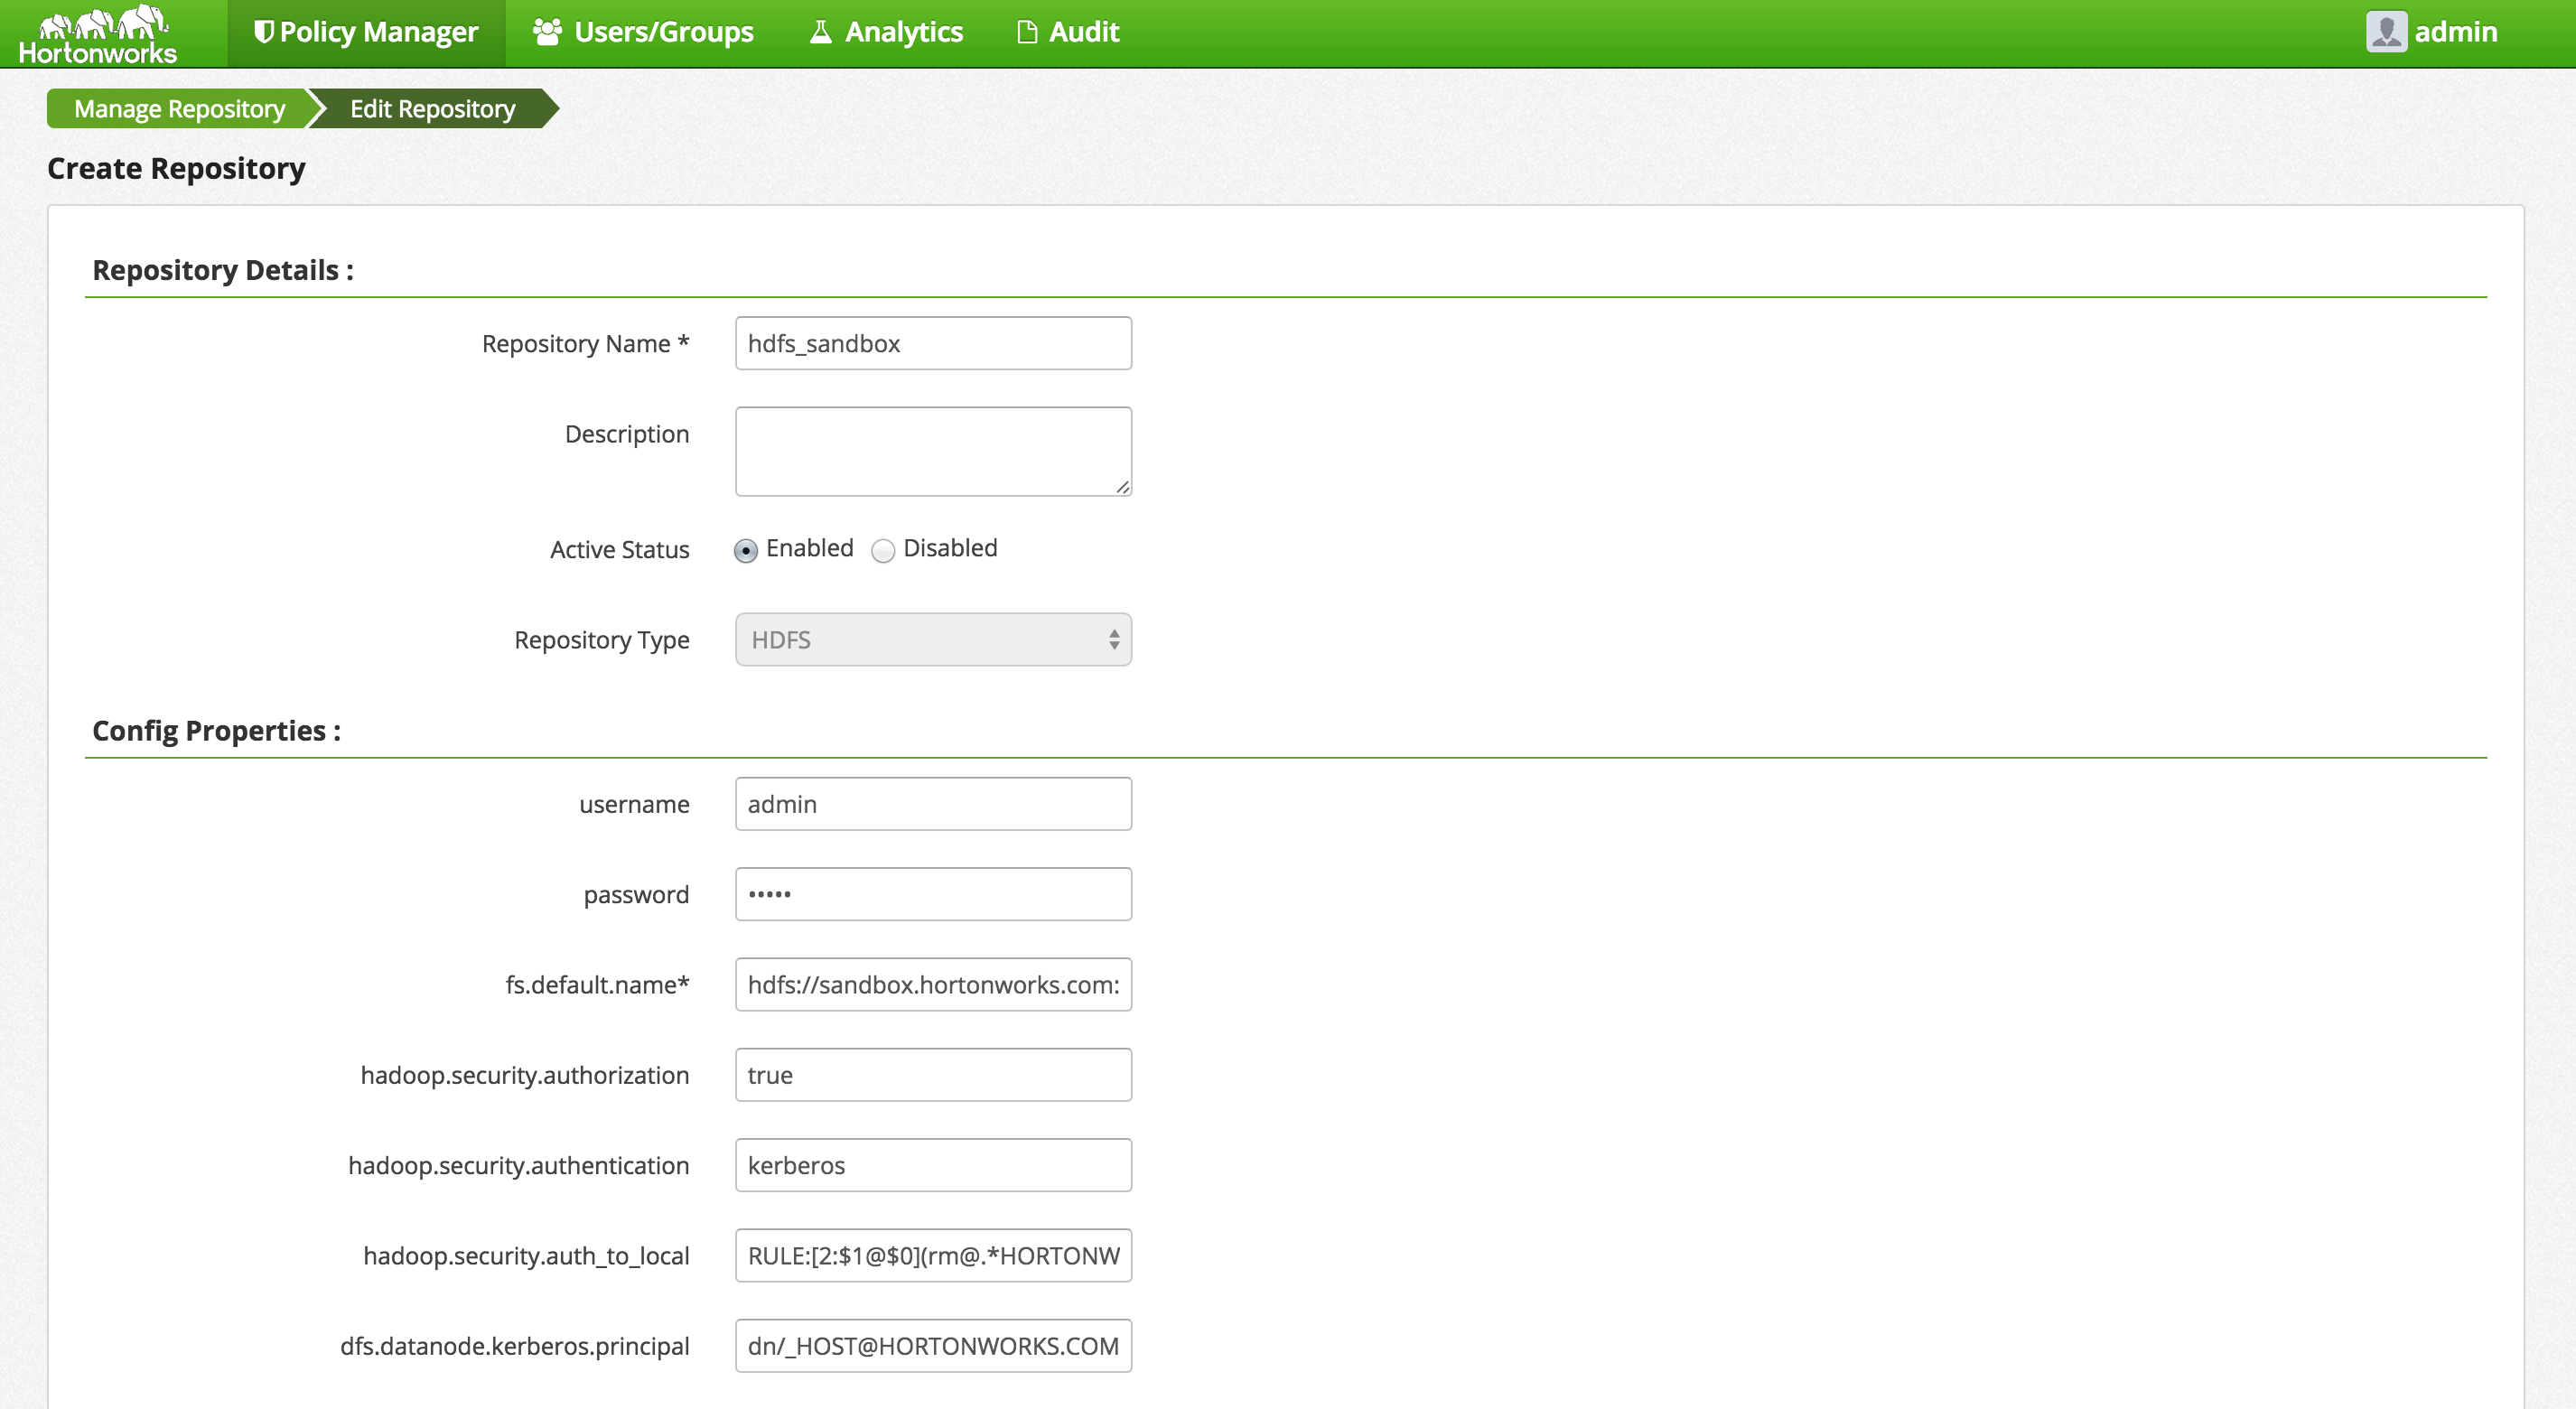 Hortonworks
Policy Manager
Users/Groups
Analytics
Audit
admin
Manage Repository
Edit Repository
Create Repository
Repository Details :
Repository Name * hdfs_sandbox
Description
Active Status Enabled Disabled
Repository Type HDFS
Config Properties :
username admin
password •••••
fs.default.name* hdfs://sandbox.hortonworks.com:
hadoop.security.authorization true
hadoop.security.authentication kerberos
hadoop.security.auth_to_local RULE:[2:$1@$0](rm@.*HORTONW
dfs.datanode.kerberos.principal dn/_HOST@HORTONWORKS.COM